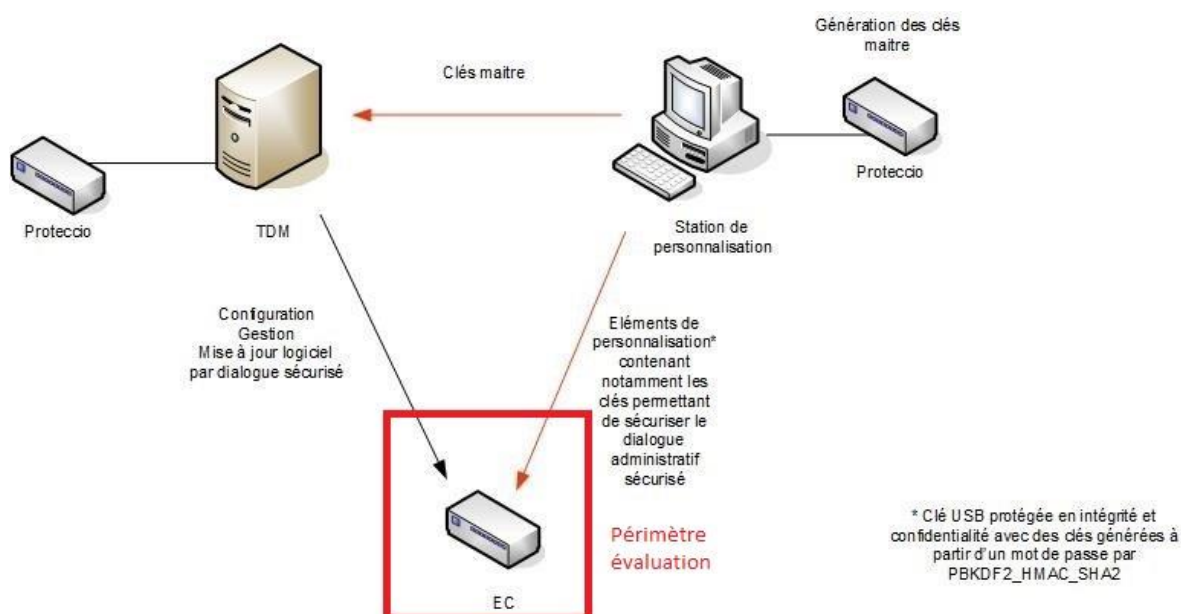 Génération des clés
maitre
Clés maitre
Proteccio
Proteccio
TDM
Station de
personnalisation
Configuration
Gestion
Mise à jour logiciel
par dialogue sécurisé
Eléments de
personnalisation*
contenant
notamment les
clés permettant
de sécuriser le
dialogue
administratif
sécurisé
Périmètre
évaluation
EC
* Clé USB protégée en intégrité et
confidentialité avec des clés générées à
partir d'un mot de passe par
PBKDF2_HMAC_SHA2